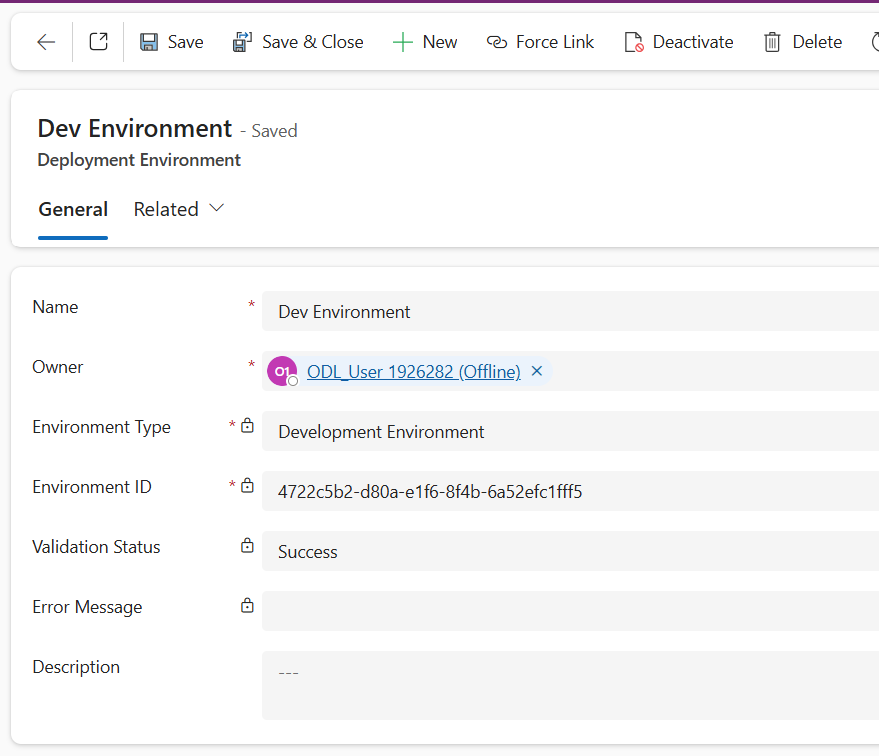 Save Save & Close New Force Link Deactivate Delete
Dev Environment - Saved
Deployment Environment
General Related
Name * Dev Environment
Owner * O1 ODL_User 1926282 (Offline)
Environment Type * Development Environment
Environment ID * 4722c5b2-d80a-e1f6-8f4b-6a52efc1fff5
Validation Status Success
Error Message
Description ---